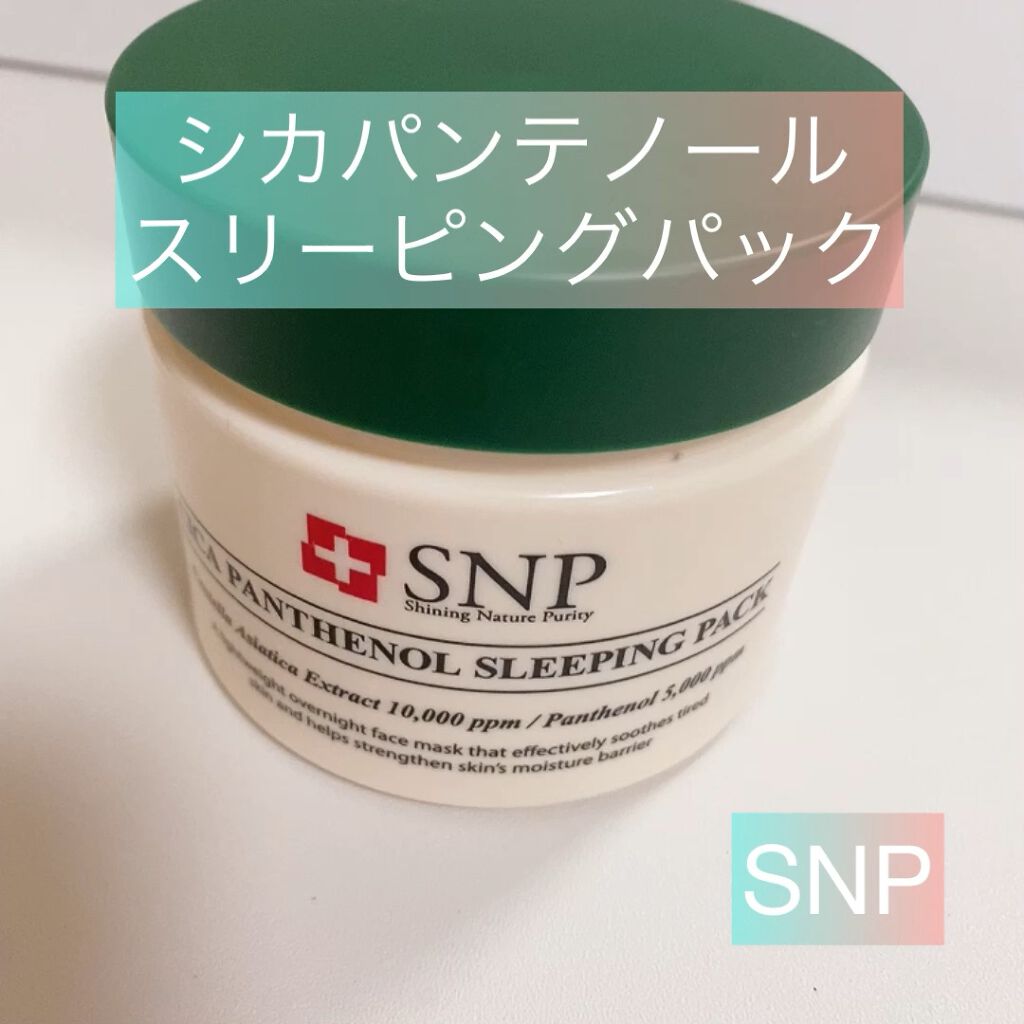 シカパンテノール
スリーピングパック
SNP
Shining Nature Purity
PANTHENOL SLEEPING PACK
Asiatica Extract 10,000 ppm / Panthenol 5,000 ppm
overnight face mask that effectively soothes tired
skin and helps strengthen skin's moisture barrier
SNP